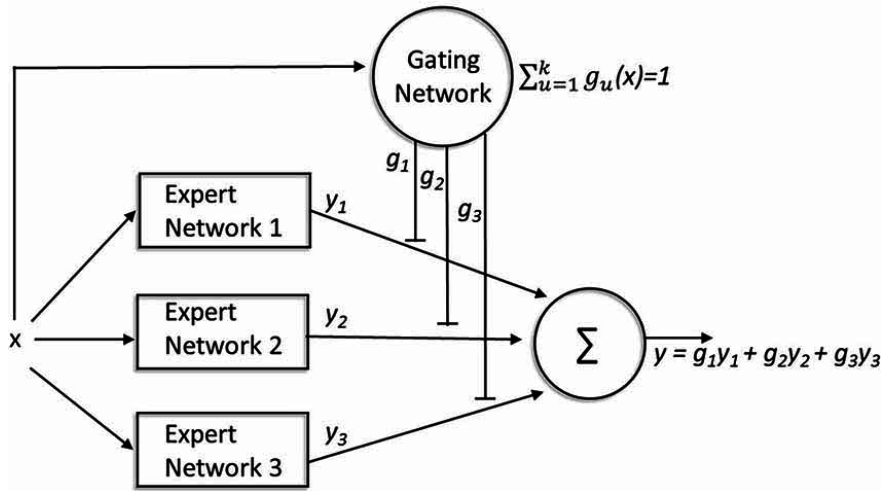 Gating
Network
∑ᵏᵤ₌₁ gᵤ(x)=1
g₁
g₂
g₃
Expert
Network 1
y₁
x
Expert
Network 2
y₂
∑
y = g₁y₁ + g₂y₂ + g₃y₃
Expert
Network 3
y₃